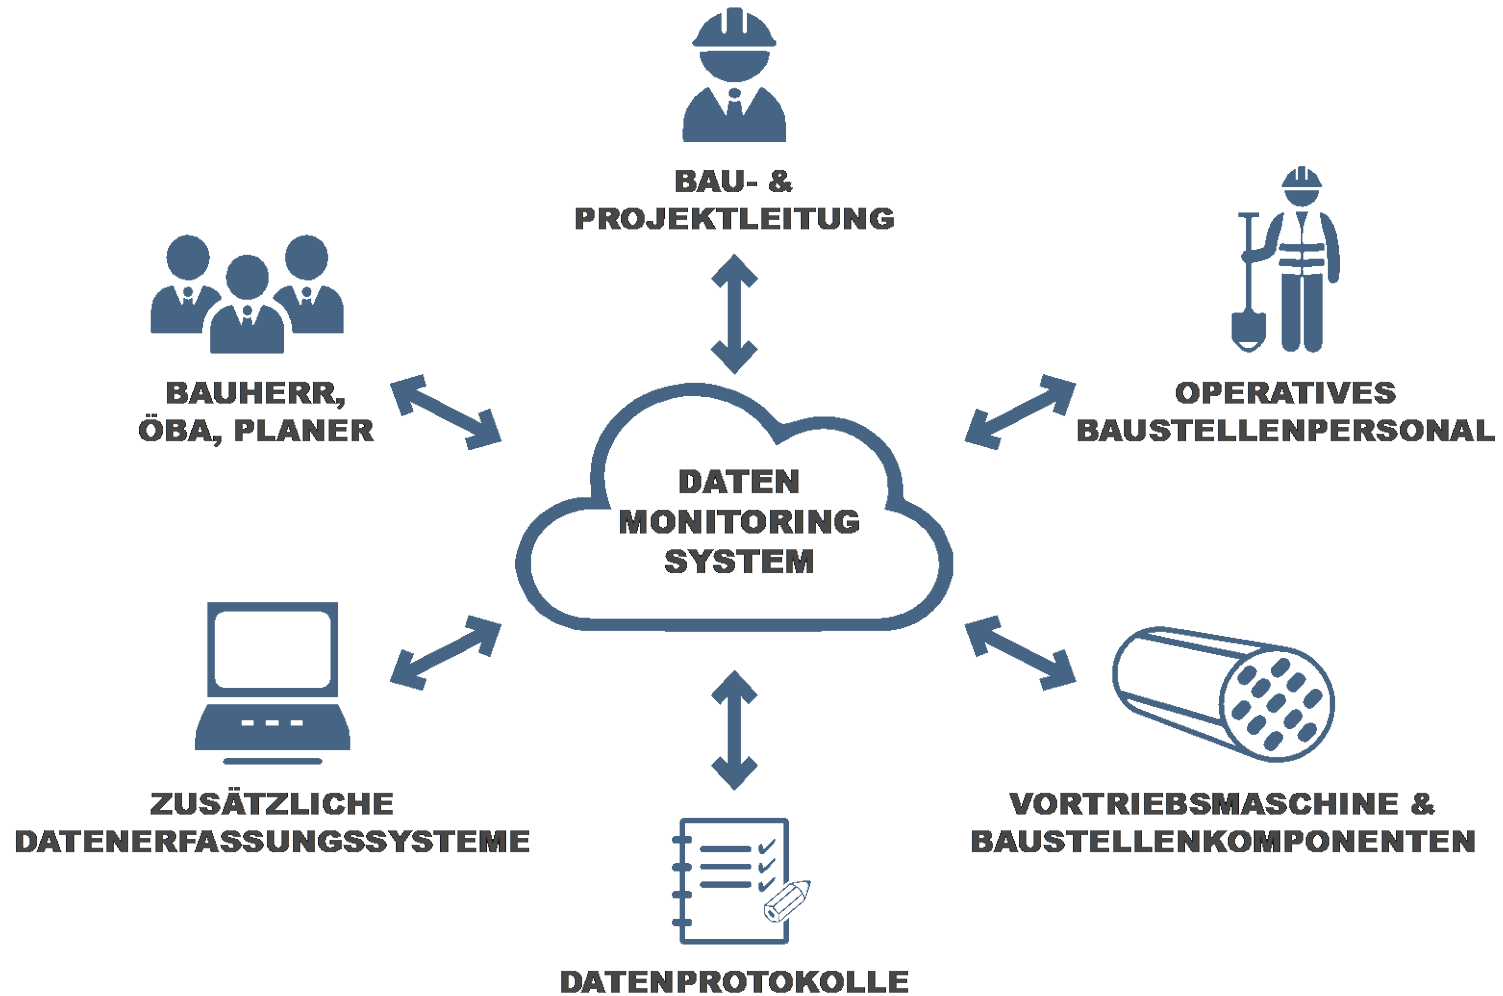 BAU- &
PROJEKTLEITUNG
BAUHERR,
ÖBA, PLANER
OPERATIVES
BAUSTELLENPERSONAL
DATEN
MONITORING
SYSTEM
ZUSÄTZLICHE
DATENERFASSUNGSSYSTEME
VORTRIEBSMASCHINE &
BAUSTELLENKOMPONENTEN
DATENPROTOKOLLE